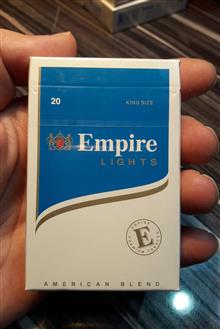 20 KING SIZE
Empire
LIGHTS
E
AMERICAN BLEND